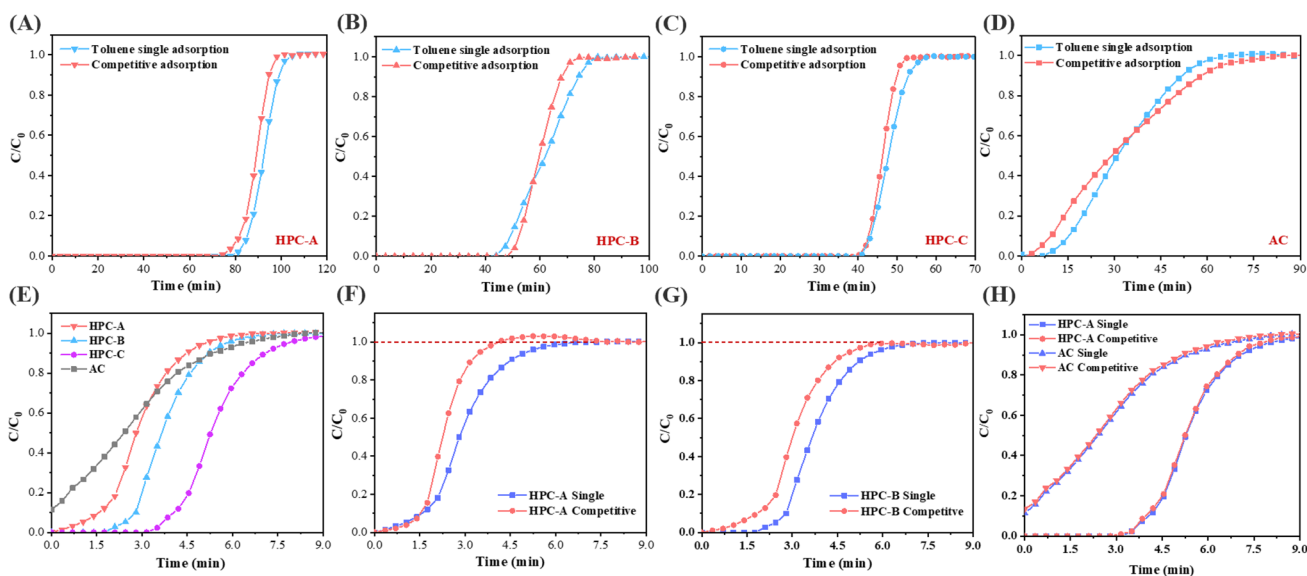 (A)
Toluene single adsorption
Competitive adsorption
C/C0
1.0
0.8
0.6
0.4
0.2
0.0
HPC-A
0 20 40 60 80 100 120
Time (min)
(B)
Toluene single adsorption
Competitive adsorption
C/C0
1.0
0.8
0.6
0.4
0.2
0.0
HPC-B
0 20 40 60 80 100
Time (min)
(C)
Toluene single adsorption
Competitive adsorption
C/C0
1.0
0.8
0.6
0.4
0.2
0.0
HPC-C
0 10 20 30 40 50 60 70
Time (min)
(D)
Toluene single adsorption
Competitive adsorption
C/C0
1.0
0.8
0.6
0.4
0.2
0.0
AC
0 15 30 45 60 75 90
Time (min)
(E)
HPC-A
HPC-B
HPC-C
AC
C/C0
1.0
0.8
0.6
0.4
0.2
0.0
0.0 1.5 3.0 4.5 6.0 7.5 9.0
Time (min)
(F)
C/C0
1.0
0.8
0.6
0.4
0.2
0.0
HPC-A Single
HPC-A Competitive
0.0 1.5 3.0 4.5 6.0 7.5 9.0
Time (min)
(G)
C/C0
1.0
0.8
0.6
0.4
0.2
0.0
HPC-B Single
HPC-B Competitive
0.0 1.5 3.0 4.5 6.0 7.5 9.0
Time (min)
(H)
HPC-A Single
HPC-A Competitive
AC Single
AC Competitive
C/C0
1.0
0.8
0.6
0.4
0.2
0.0
0.0 1.5 3.0 4.5 6.0 7.5 9.0
Time (min)